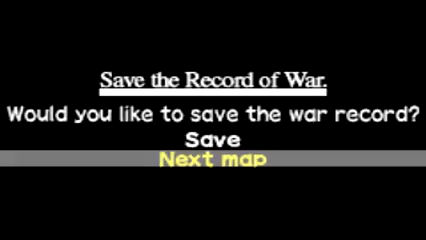 Save the Record of War.
Would you like to save the war record?
Save
Next map